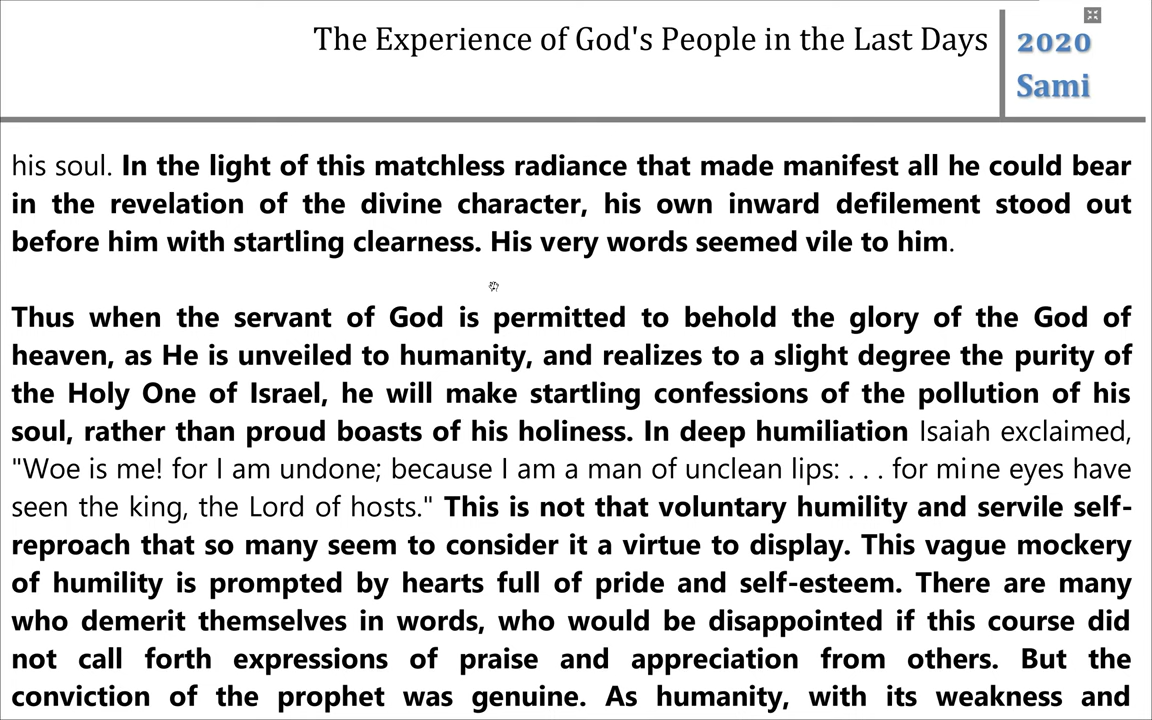 The Experience of God's People in the Last Days
2020
Sami
his soul. In the light of this matchless radiance that made manifest all he could bear
in the revelation of the divine character, his own inward defilement stood out
before him with startling clearness. His very words seemed vile to him.
Thus when the servant of God is permitted to behold the glory of the God of
heaven, as He is unveiled to humanity, and realizes to a slight degree the purity of
the Holy One of Israel, he will make startling confessions of the pollution of his
soul, rather than proud boasts of his holiness. In deep humiliation Isaiah exclaimed,
"Woe is me! for I am undone; because I am a man of unclean lips: . . . for mine eyes have
seen the king, the Lord of hosts." This is not that voluntary humility and servile self-
reproach that so many seem to consider it a virtue to display. This vague mockery
of humility is prompted by hearts full of pride and self-esteem. There are many
who demerit themselves in words, who would be disappointed if this course did
not call forth expressions of praise and appreciation from others. But the
conviction of the prophet was genuine. As humanity, with its weakness and